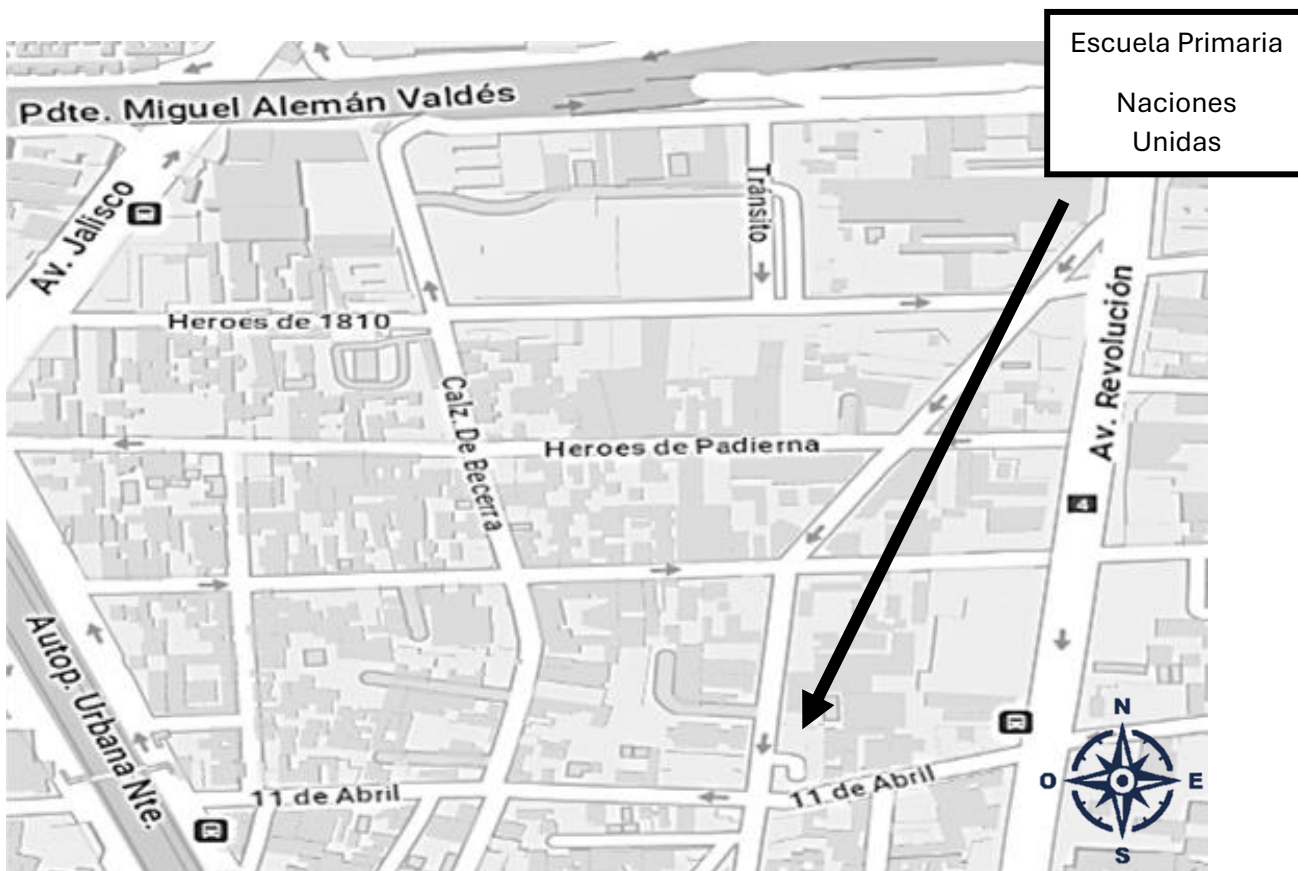 Escuela Primaria
Naciones
Unidas
Pdte. Miguel Alemán Valdés
Av. Jalisco
Tránsito
Heroes de 1810
Av. Revolución
Calz. De Becerra
Heroes de Padierna
4
Autop. Urbana Nte.
11 de Abril
11 de Abril
N
O
E
S